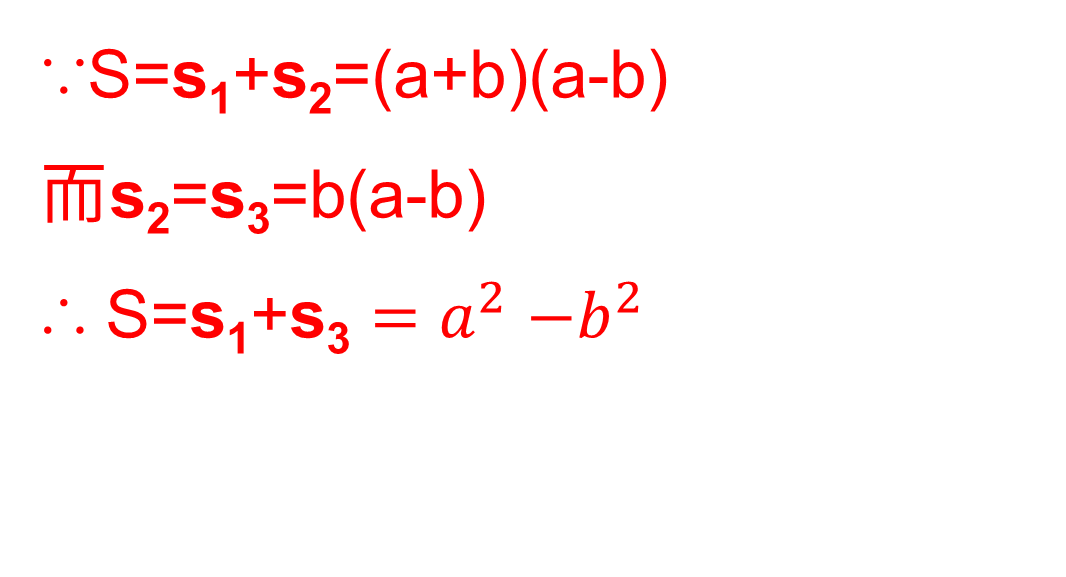 ∵S=s₁+s₂=(a+b)(a-b)
而s₂=s₃=b(a-b)
∴ S=s₁+s₃ = a² −b²